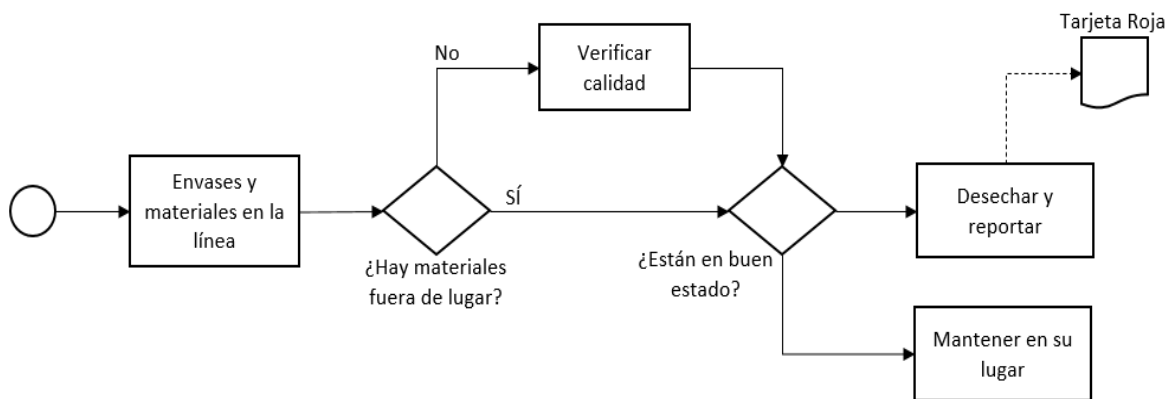 Tarjeta Roja
No
Verificar
calidad
Envases y
materiales en la
línea
SÍ
¿Hay materiales
fuera de lugar?
¿Están en buen
estado?
Desechar y
reportar
Mantener en su
lugar